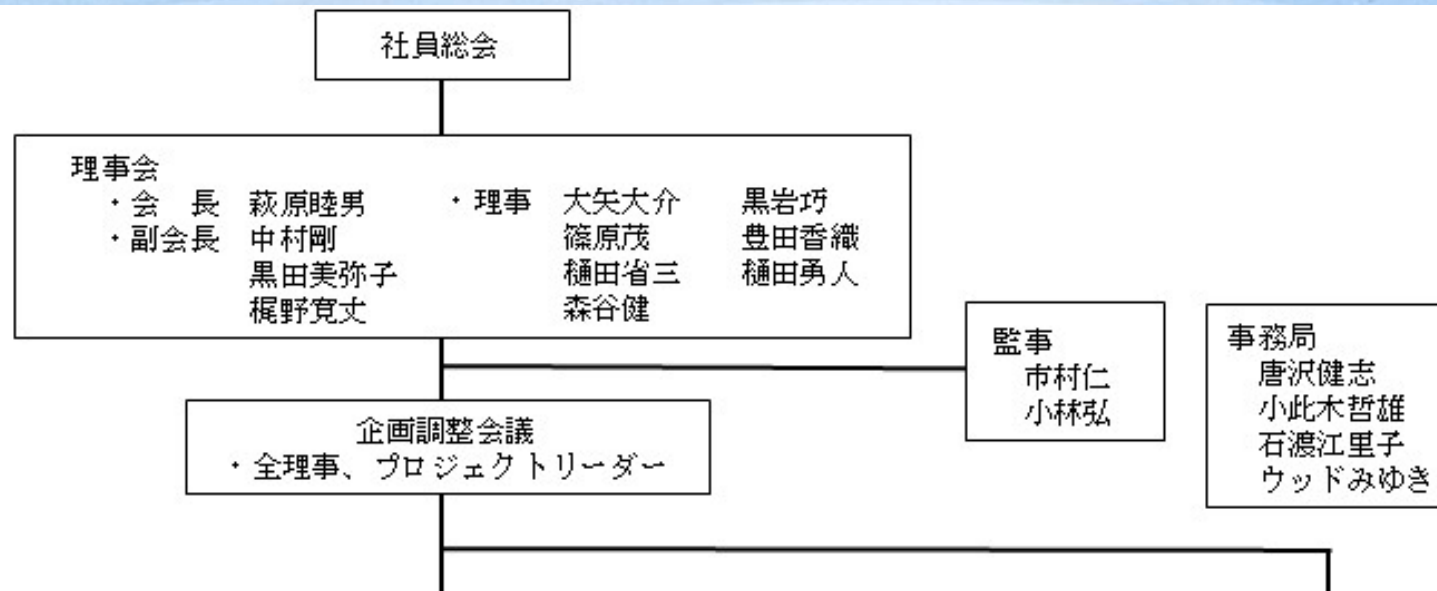 社員総会
理事会
・会　長　萩原睦男　・理事　大矢大介　黒岩巧
・副会長　中村剛　篠原茂　豊田香織
黒田美弥子　樋田省三　樋田勇人
梶野寛丈　森谷健
監事
市村仁
小林弘
事務局
唐沢健志
小此木哲雄
石渡江里子
ウッドみゆき
企画調整会議
・全理事、プロジェクトリーダー